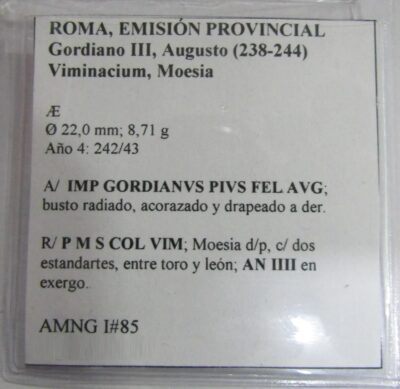 ROMA, EMISIÓN PROVINCIAL
Gordiano III, Augusto (238-244)
Viminacium, Moesia
Æ
Ø 22,0 mm; 8,71 g
Año 4: 242/43
A/ IMP GORDIANVS PIVS FEL AVG;
busto radiado, acorazado y drapeado a der.
R/ P M S COL VIM; Moesia d/p, c/ dos
estandartes, entre toro y león; AN IIII en
exergo.
AMNG I#85